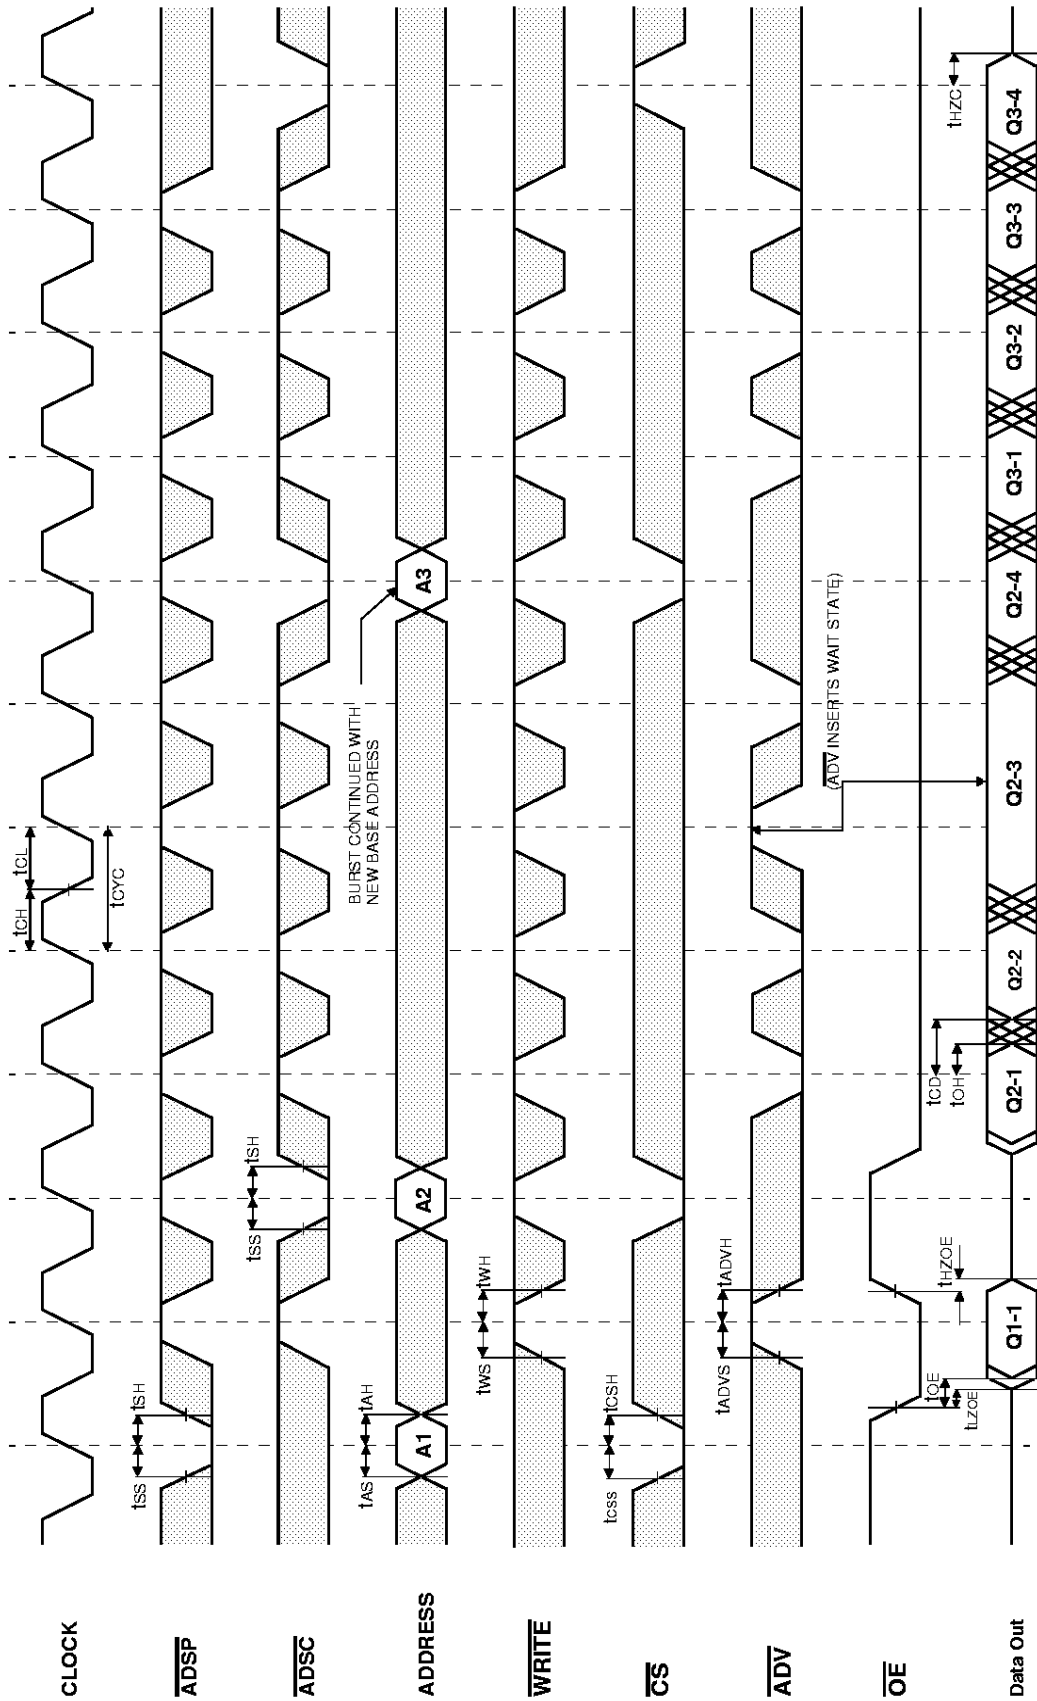 CLOCK
tCH
tCL
tCYC
ADSP
tSS
tSH
ADSC
tSS
tSH
ADDRESS
tAS
tAH
A1
A2
A3
BURST CONTINUED WITH
NEW BASE ADDRESS
WRITE
tWS
tWH
CS
tCSS
tCSH
ADV
tADVS
tADVH
(ADV INSERTS WAIT STATE)
OE
tOE
tLZOE
tHZOE
tCD
tOH
tHZC
Data Out
Q1-1
Q2-1
Q2-2
Q2-3
Q2-4
Q3-1
Q3-2
Q3-3
Q3-4